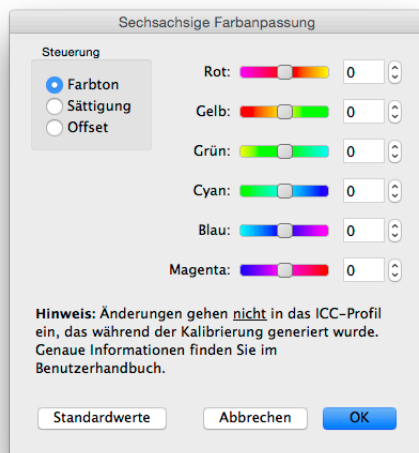 Sechsachsige Farbanpassung
Steuerung
Farbton
Sättigung
Offset
Rot: 0
Gelb: 0
Grün: 0
Cyan: 0
Blau: 0
Magenta: 0
Hinweis: Änderungen gehen nicht in das ICC-Profil
ein, das während der Kalibrierung generiert wurde.
Genaue Informationen finden Sie im
Benutzerhandbuch.
Standardwerte Abbrechen OK